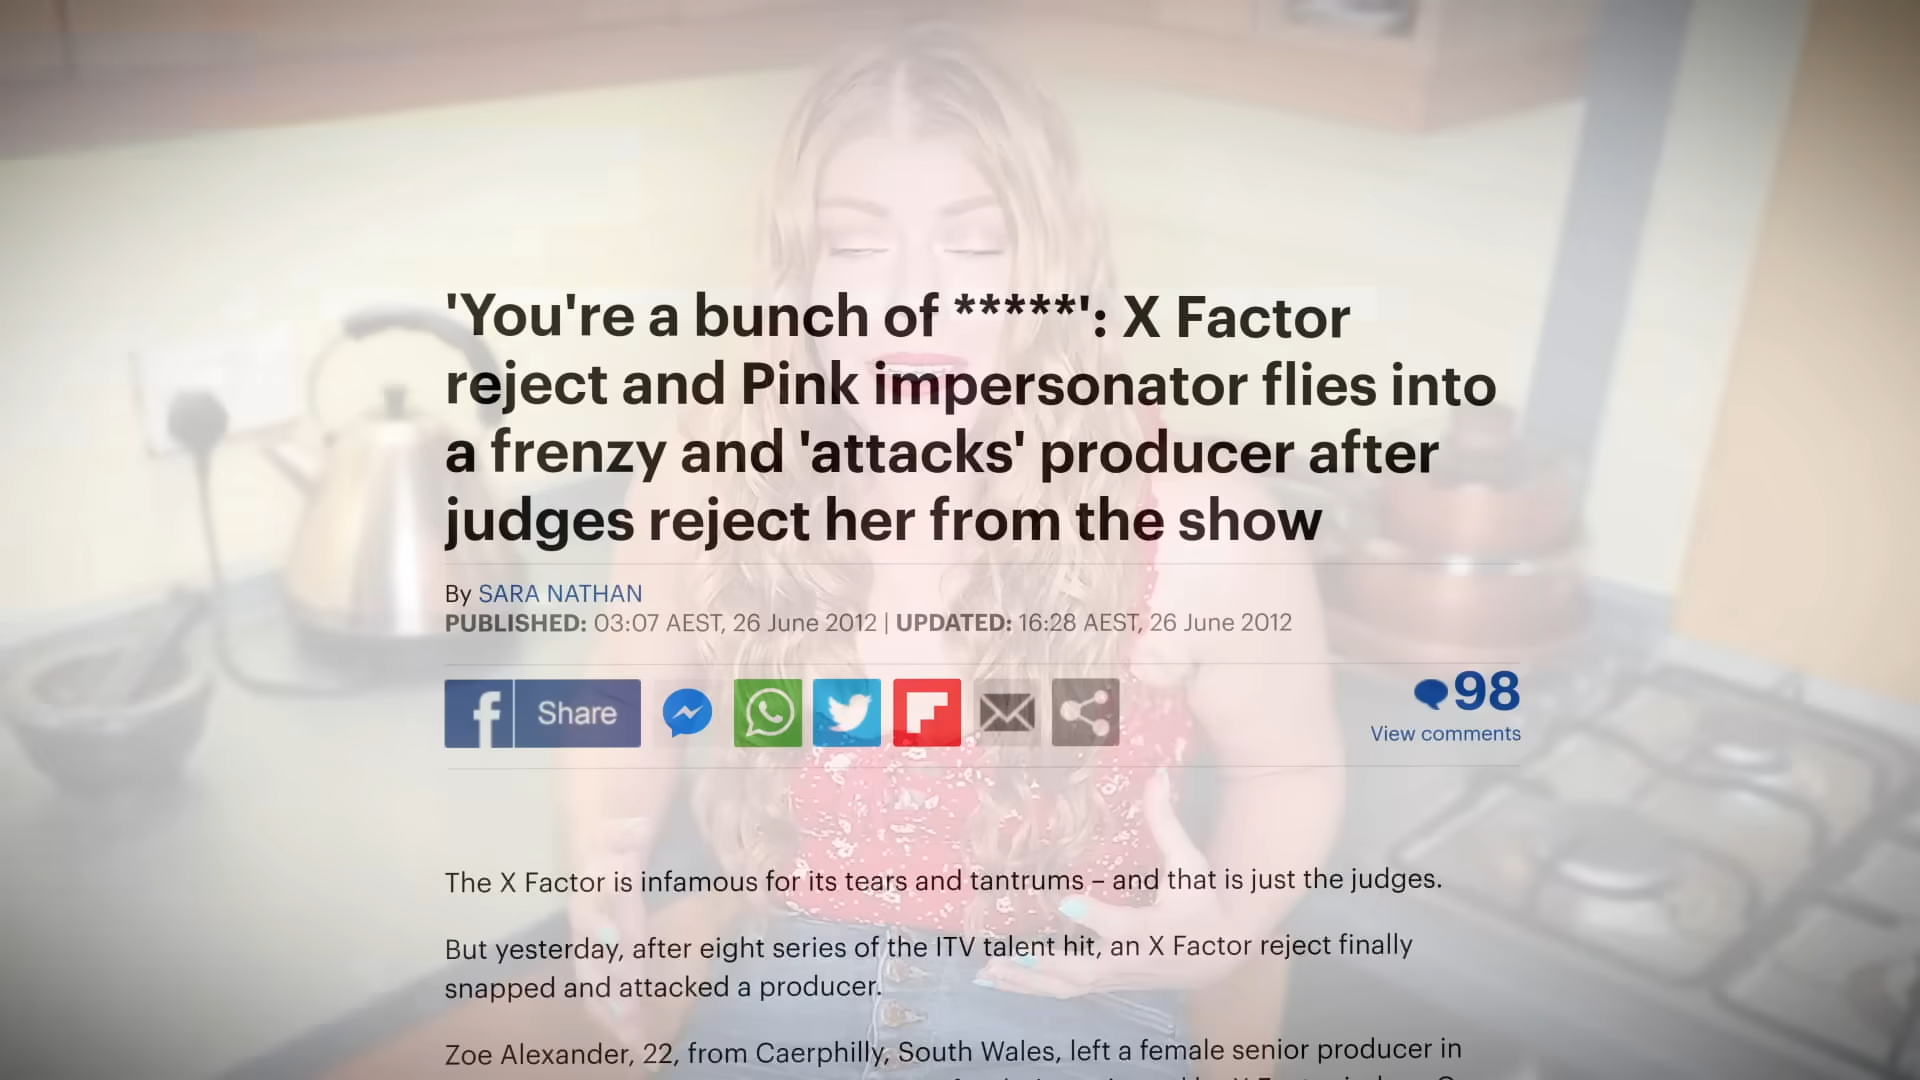 'You're a bunch of *****': X Factor
reject and Pink impersonator flies into
a frenzy and 'attacks' producer after
judges reject her from the show
By SARA NATHAN
PUBLISHED: 03:07 AEST, 26 June 2012 | UPDATED: 16:28 AEST, 26 June 2012
f Share
98
View comments
The X Factor is infamous for its tears and tantrums – and that is just the judges.
But yesterday, after eight series of the ITV talent hit, an X Factor reject finally
snapped and attacked a producer.
Zoe Alexander, 22, from Caerphilly, South Wales, left a female senior producer in